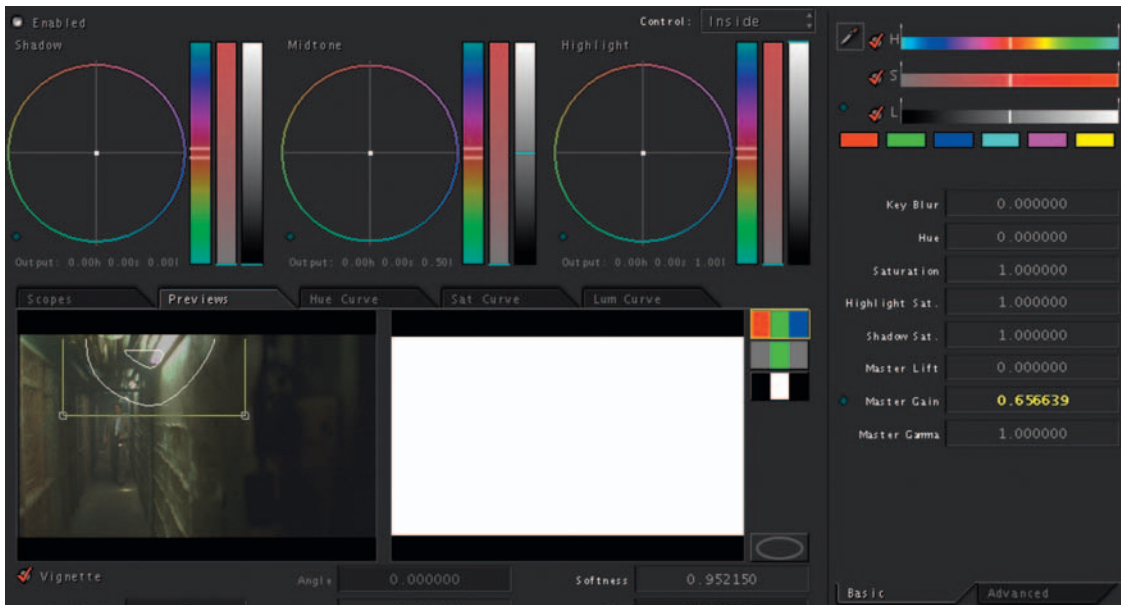 Enabled
Control: Inside
Shadow
Midtone
Highlight
Output: 0.00h 0.00s 0.00l
Output: 0.00h 0.00s 0.50l
Output: 0.00h 0.00s 1.00l
Scopes
Previews
Hue Curve
Sat Curve
Lum Curve
Vignette
Angle 0.000000
Softness 0.952150
H
S
L
Key Blur 0.000000
Hue 0.000000
Saturation 1.000000
Highlight Sat. 1.000000
Shadow Sat. 1.000000
Master Lift 0.000000
Master Gain 0.656639
Master Gamma 1.000000
Basic
Advanced